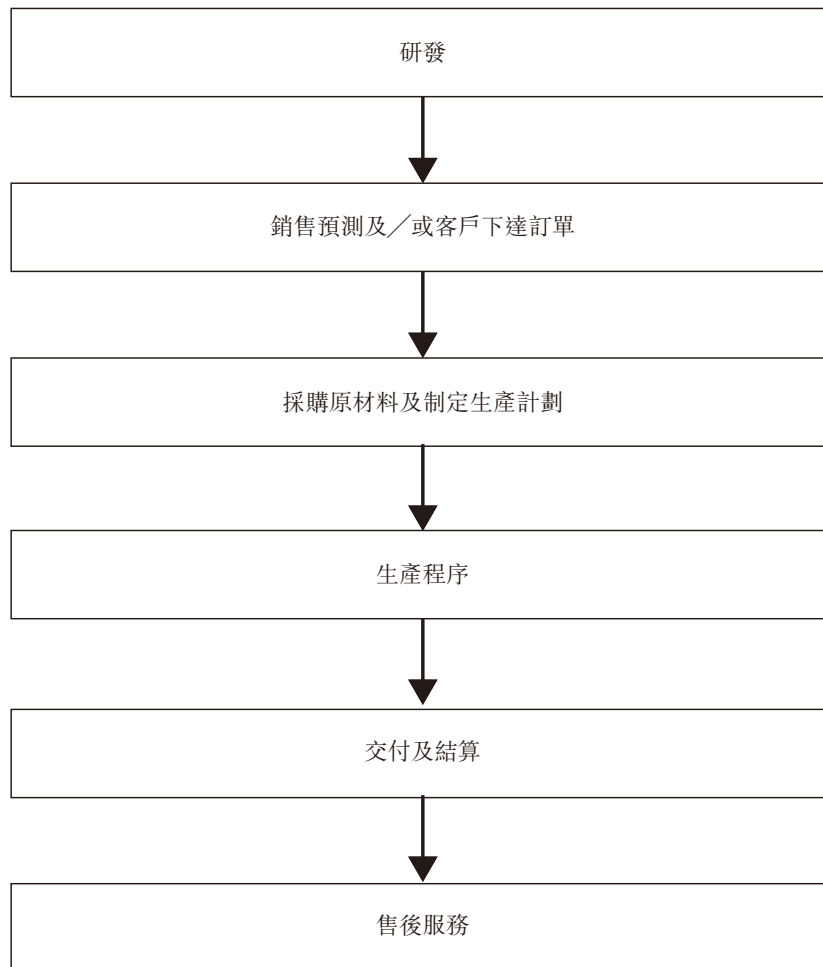 研發
銷售預測及╱或客戶下達訂單
採購原材料及制定生產計劃
生產程序
交付及結算
售後服務